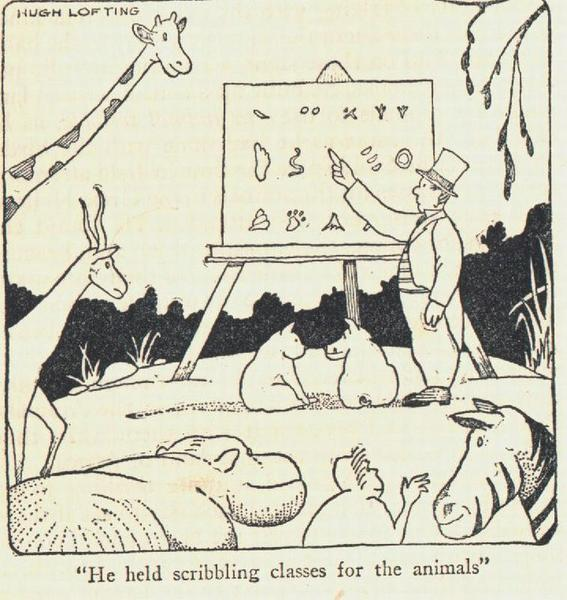 HUGH LOFTING
“He held scribbling classes for the animals”